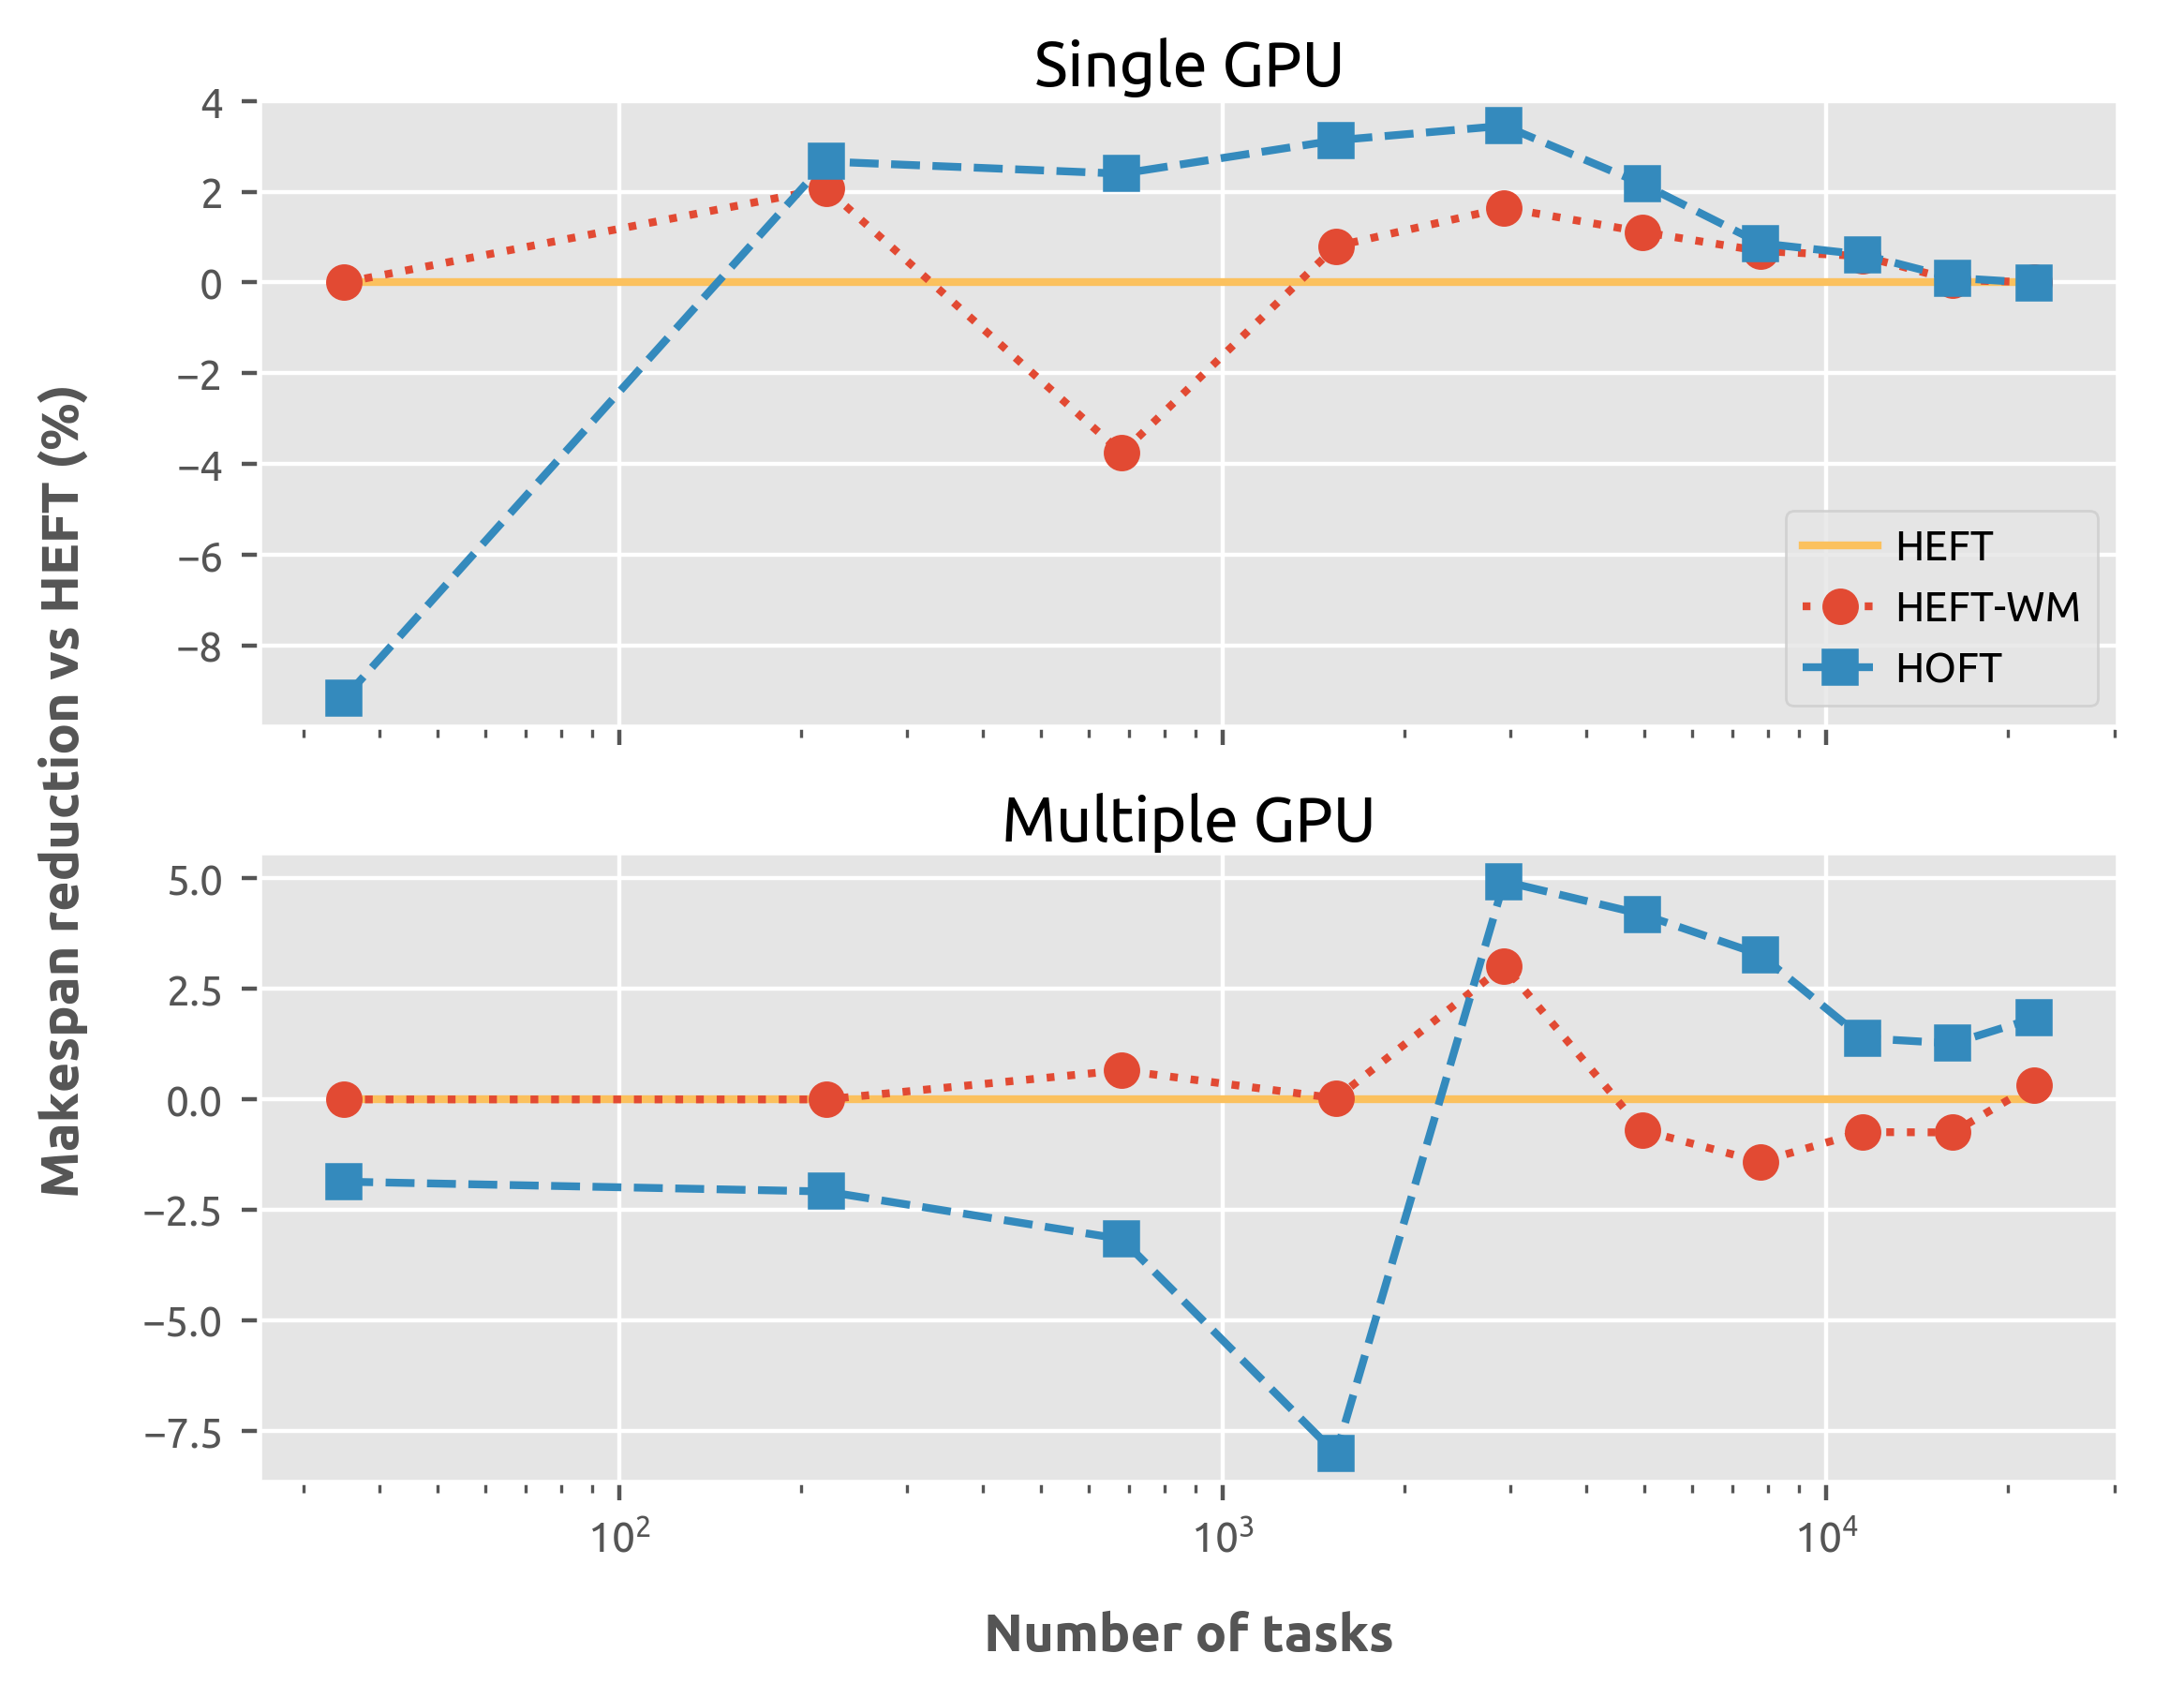 Single GPU
4
2
0
−2
−4
−6
−8
HEFT
HEFT-WM
HOFT
Makespan reduction vs HEFT (%)
Multiple GPU
5.0
2.5
0.0
−2.5
−5.0
−7.5
10² 10³ 10⁴
Number of tasks